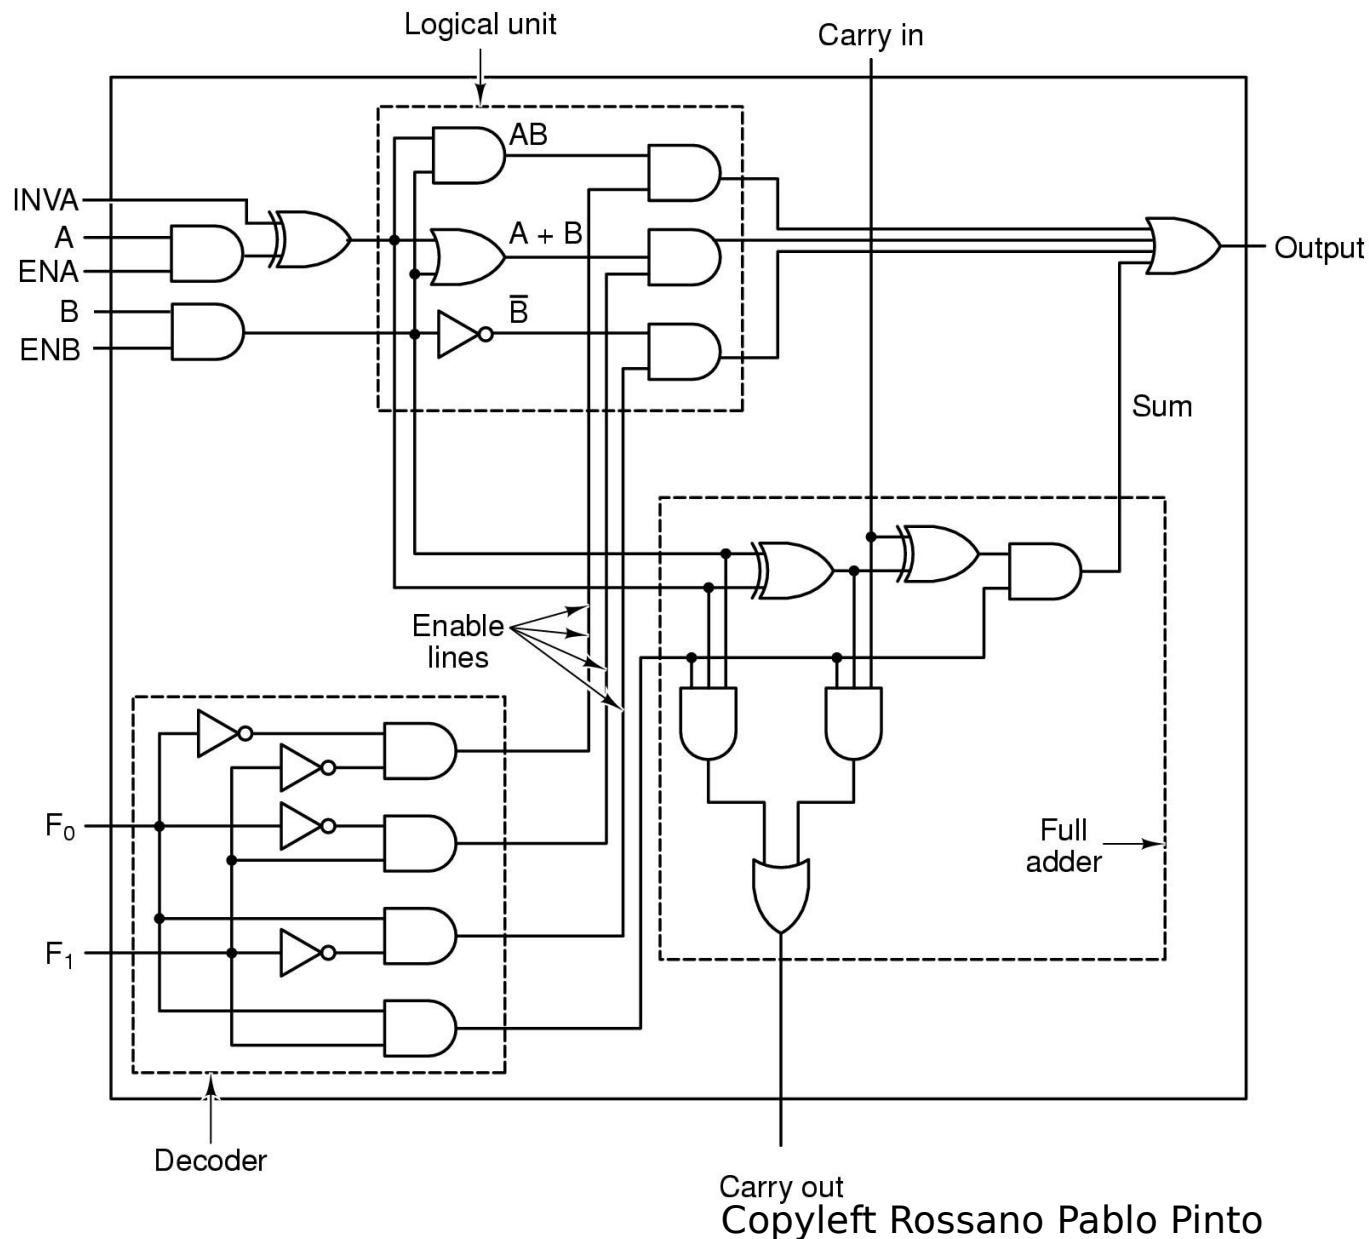 Logical unit
Carry in
AB
INVA
A
A + B
ENA
Output
B
B̅
ENB
Sum
Enable
lines
F₀
Full
adder
F₁
Decoder
Carry out
Copyleft Rossano Pablo Pinto